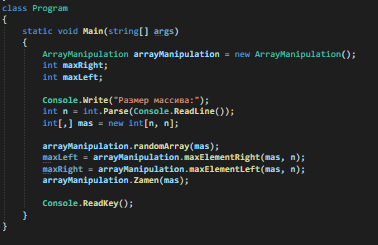 class Program
{
static void Main(string[] args)
{
ArrayManipulation arrayManipulation = new ArrayManipulation();
int maxRight;
int maxLeft;
Console.Write("Размер массива:");
int n = int.Parse(Console.ReadLine());
int[,] mas = new int[n, n];
arrayManipulation.randomArray(mas);
maxLeft = arrayManipulation.maxElementRight(mas, n);
maxRight = arrayManipulation.maxElementLeft(mas, n);
arrayManipulation.Zamen(mas);
Console.ReadKey();
}
}